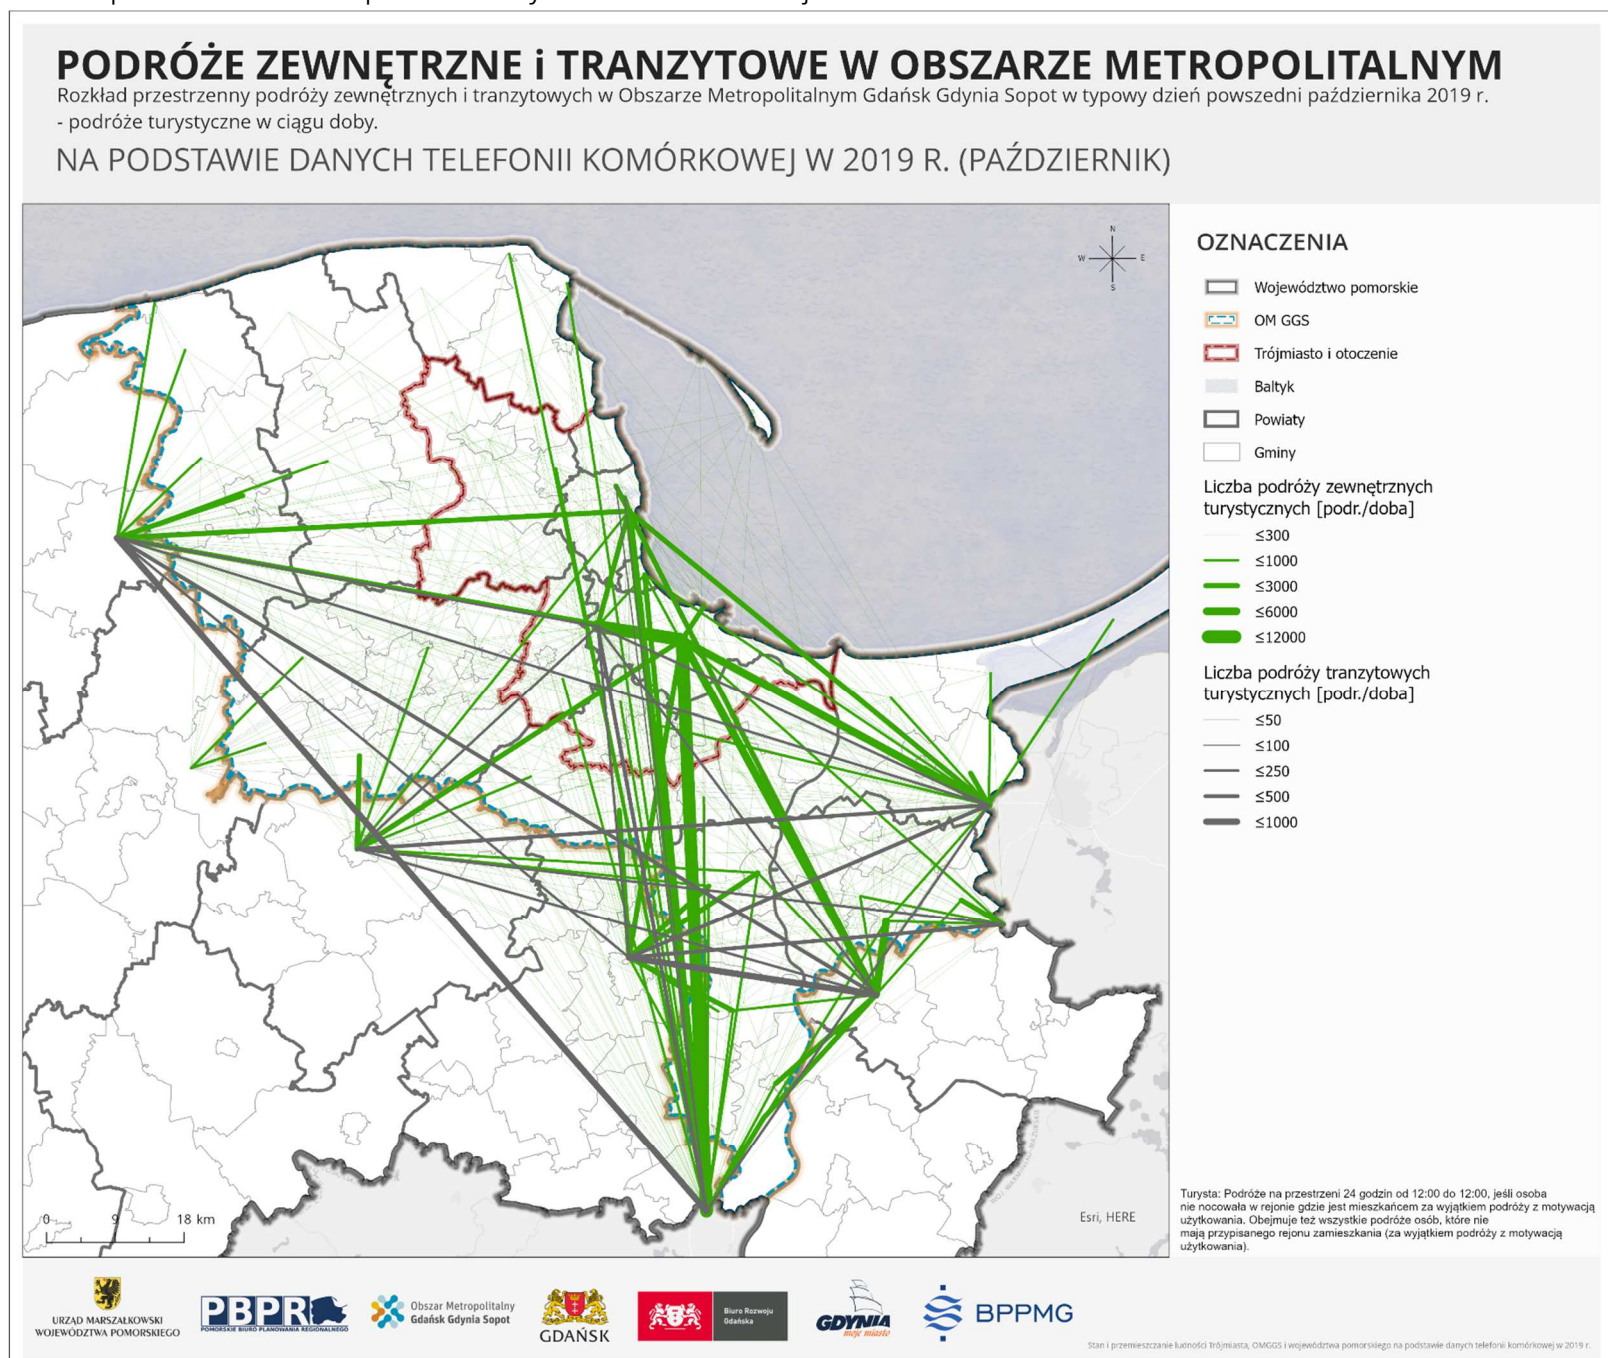 PODRÓŻE ZEWNĘTRZNE i TRANZYTOWE W OBSZARZE METROPOLITALNYM
Rozkład przestrzenny podróży zewnętrznych i tranzytowych w Obszarze Metropolitalnym Gdańsk Gdynia Sopot w typowy dzień powszedni października 2019 r.
- podróże turystyczne w ciągu doby.
NA PODSTAWIE DANYCH TELEFONII KOMÓRKOWEJ W 2019 R. (PAŹDZIERNIK)
N
W E
S
OZNACZENIA
Województwo pomorskie
OM GGS
Trójmiasto i otoczenie
Bałtyk
Powiaty
Gminy
Liczba podróży zewnętrznych
turystycznych [podr./doba]
≤300
≤1000
≤3000
≤6000
≤12000
Liczba podróży tranzytowych
turystycznych [podr./doba]
≤50
≤100
≤250
≤500
≤1000
0 9 18 km
Esri, HERE
Turysta: Podróże na przestrzeni 24 godzin od 12:00 do 12:00, jeśli osoba
nie nocowała w rejonie gdzie jest mieszkańcem za wyjątkiem podróży z motywacją
użytkowania. Obejmuje też wszystkie podróże osób, które nie
mają przypisanego rejonu zamieszkania (za wyjątkiem podróży z motywacją
użytkowania).
URZĄD MARSZAŁKOWSKI
WOJEWÓDZTWA POMORSKIEGO
PBPR
POMORSKIE BIURO PLANOWANIA REGIONALNEGO
Obszar Metropolitalny
Gdańsk Gdynia Sopot
GDAŃSK
Biuro Rozwoju
Gdańska
GDYNIA
moje miasto
BPPMG
Stan i przemieszczanie ludności Trójmiasta, OMGGS i województwa pomorskiego na podstawie danych telefonii komórkowej w 2019 r.